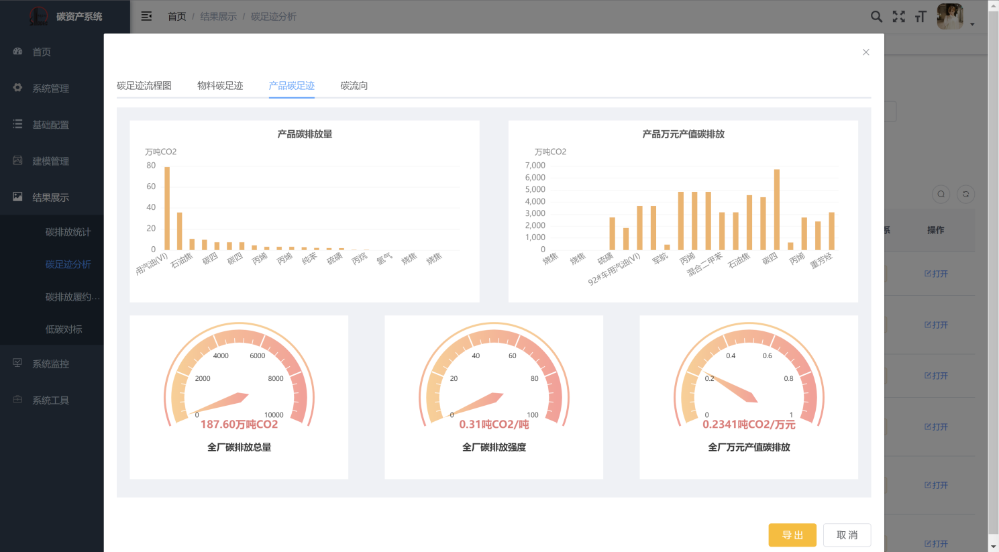 碳资产系统
首页 / 结果展示 / 碳足迹分析
首页
系统管理
基础配置
建模管理
结果展示
碳排放统计
碳足迹分析
碳排放履约...
低碳对标
系统监控
系统工具
碳足迹流程图 物料碳足迹 产品碳足迹 碳流向
产品碳排放量
万吨CO2
80
60
40
20
0
用汽油(VI) 石油焦 碳四 碳四 丙烯 丙烯 纯苯 硫磺 丙烷 氢气 烧焦 烧焦
产品万元产值碳排放
万吨CO2
7,000
6,000
5,000
4,000
3,000
2,000
1,000
0
烧焦 烧焦 硫磺 92#车用汽油(VI) 军航 丙烯 混合二甲苯 石油焦 碳四 丙烯 重芳烃
0 2000 4000 6000 8000 10000
187.60万吨CO2
全厂碳排放总量
0 20 40 60 80 100
0.31吨CO2/吨
全厂碳排放强度
0 0.2 0.4 0.6 0.8 1
0.2341吨CO2/万元
全厂万元产值碳排放
系 操作
打开
打开
打开
打开
打开
打开
导出 取消